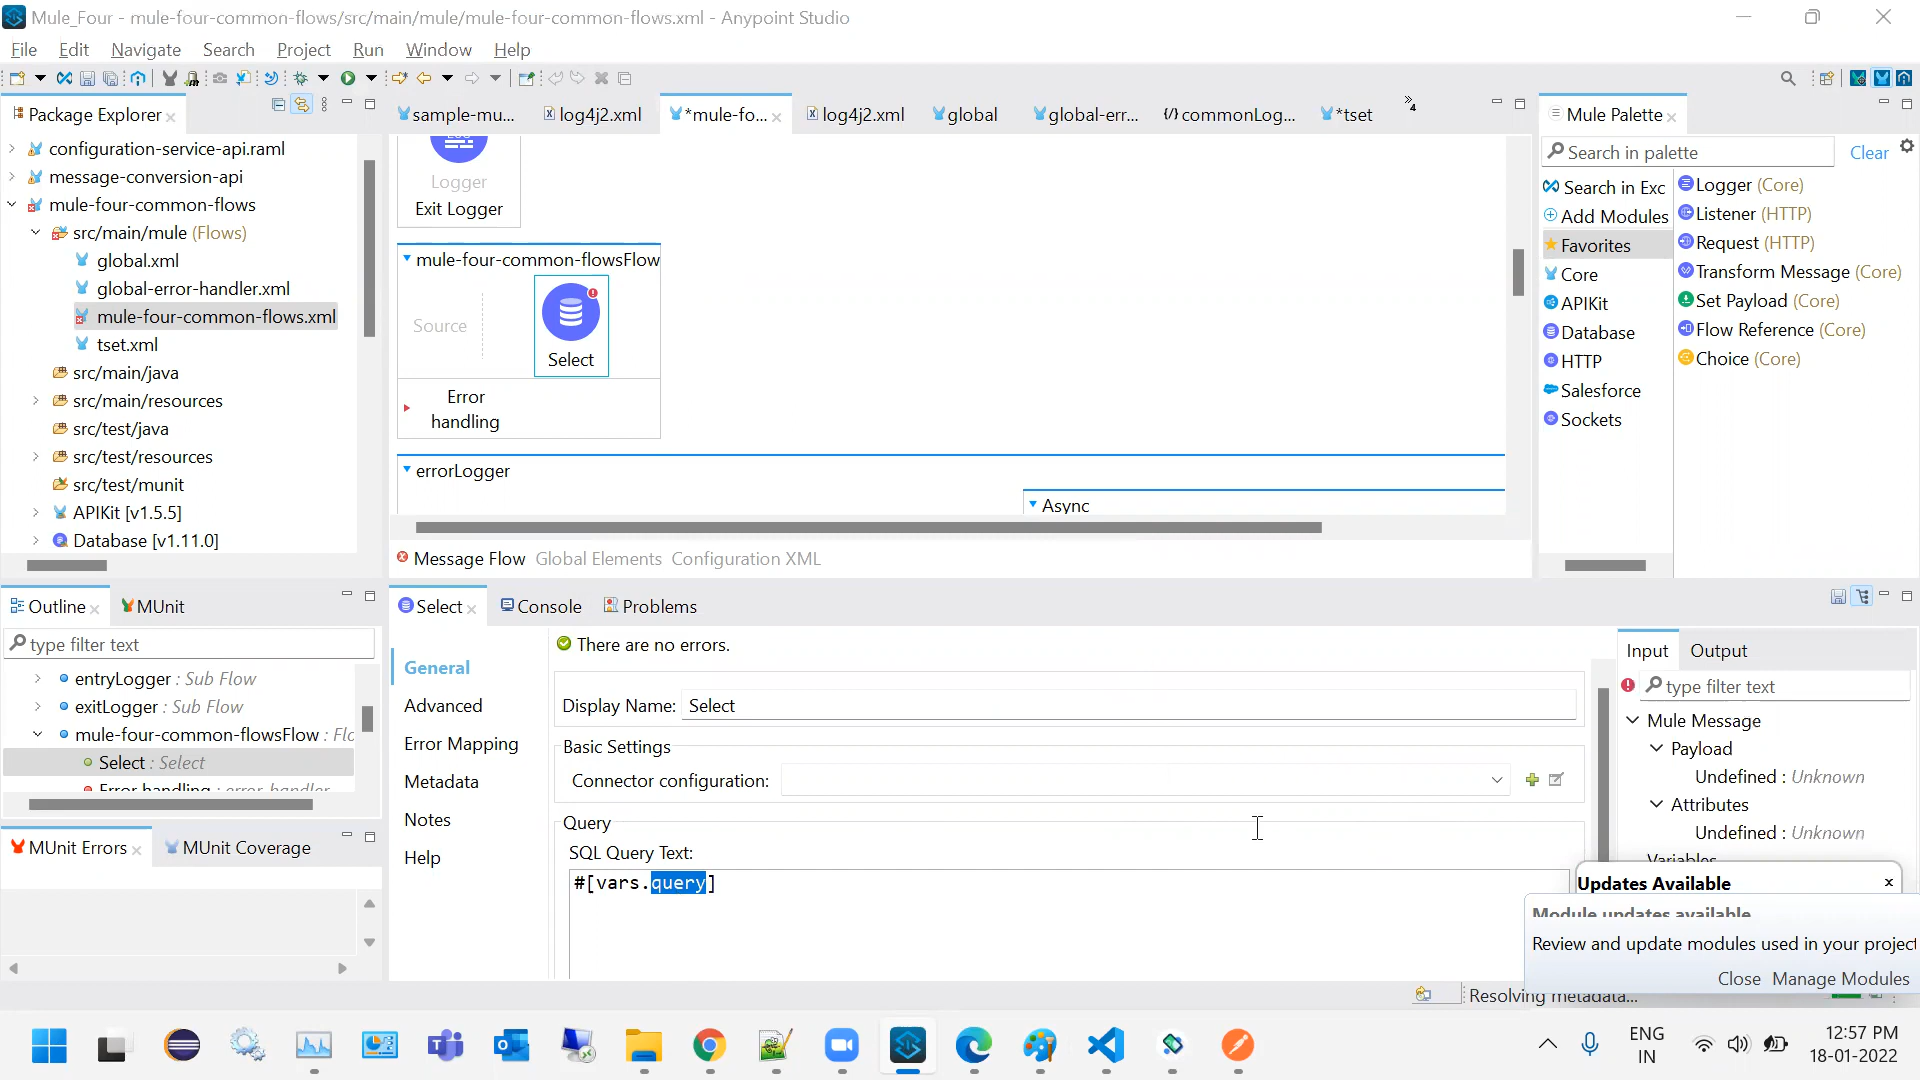 Mule_Four - mule-four-common-flows/src/main/mule/mule-four-common-flows.xml - Anypoint Studio
File Edit Navigate Search Project Run Window Help
Package Explorer
configuration-service-api.raml
message-conversion-api
mule-four-common-flows
src/main/mule (Flows)
global.xml
global-error-handler.xml
mule-four-common-flows.xml
tset.xml
src/main/java
src/main/resources
src/test/java
src/test/resources
src/test/munit
APIKit [v1.5.5]
Database [v1.11.0]
sample-mu... log4j2.xml *mule-fo... log4j2.xml global global-err... commonLog... *tset 4
Logger
Exit Logger
mule-four-common-flowsFlow
Source
Select
Error
handling
errorLogger
Async
Message Flow Global Elements Configuration XML
Mule Palette
Search in palette Clear
Search in Exc
Add Modules
Favorites
Core
APIKit
Database
HTTP
Salesforce
Sockets
Logger (Core)
Listener (HTTP)
Request (HTTP)
Transform Message (Core)
Set Payload (Core)
Flow Reference (Core)
Choice (Core)
Outline MUnit
type filter text
entryLogger : Sub Flow
exitLogger : Sub Flow
mule-four-common-flowsFlow : Flo
Select : Select
Error handling : error-handler
MUnit Errors MUnit Coverage
Select Console Problems
General
Advanced
Error Mapping
Metadata
Notes
Help
There are no errors.
Display Name: Select
Basic Settings
Connector configuration:
Query
SQL Query Text:
#[vars.query]
Input Output
type filter text
Mule Message
Payload
Undefined : Unknown
Attributes
Undefined : Unknown
Variables
Updates Available
Module updates available
Review and update modules used in your project
Close Manage Modules
Resolving metadata...
ENG
IN
12:57 PM
18-01-2022